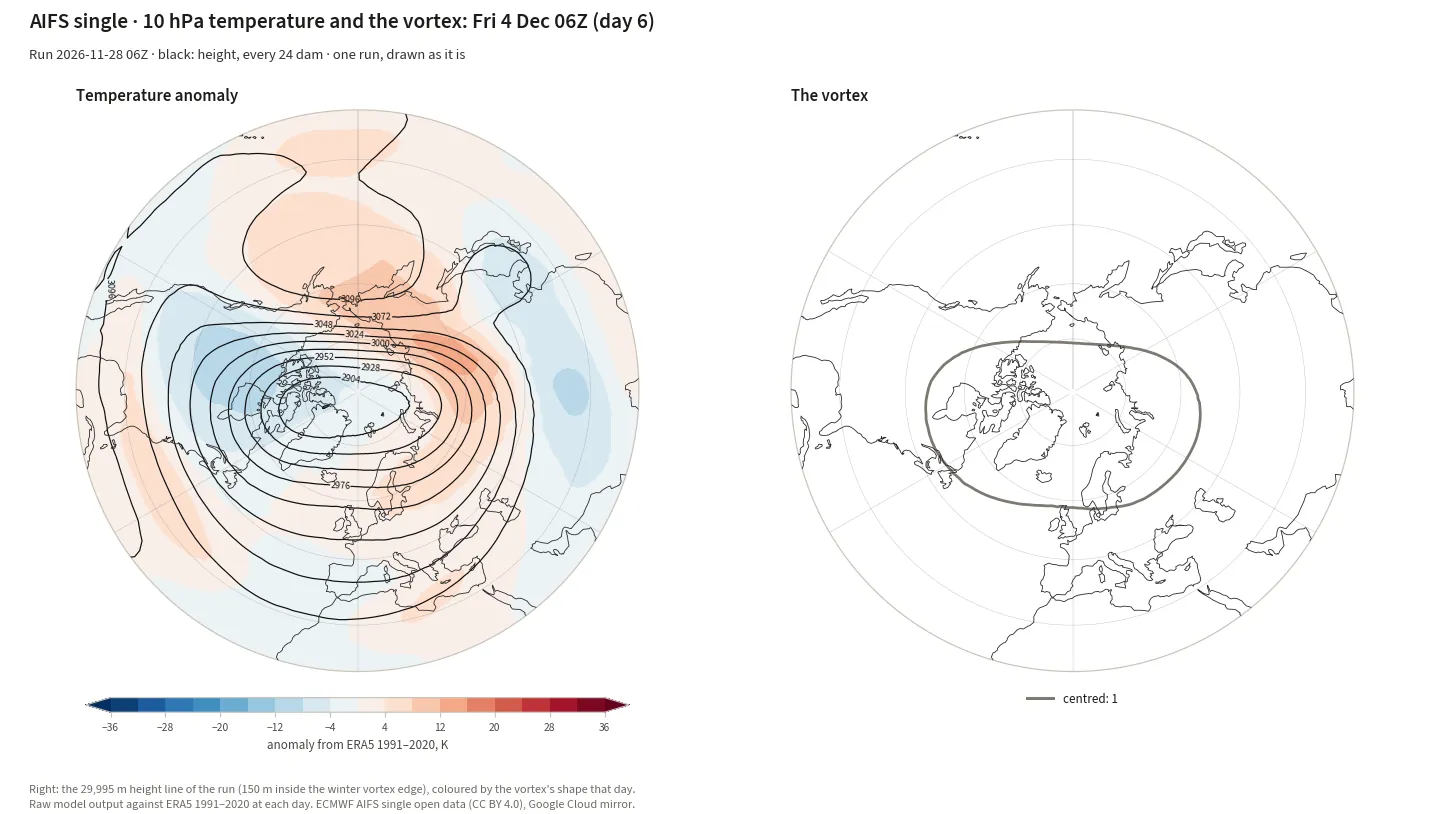 AIFS single · 10 hPa temperature and the vortex: Fri 4 Dec 06Z (day 6)
Run 2026-11-28 06Z · black: height, every 24 dam · one run, drawn as it is
Temperature anomaly
The vortex
3096
3096
3072
3048
3024
3000
2952
2928
2904
2976
−36 −28 −20 −12 −4 4 12 20 28 36
anomaly from ERA5 1991–2020, K
centred: 1
Right: the 29,995 m height line of the run (150 m inside the winter vortex edge), coloured by the vortex's shape that day.
Raw model output against ERA5 1991–2020 at each day. ECMWF AIFS single open data (CC BY 4.0), Google Cloud mirror.